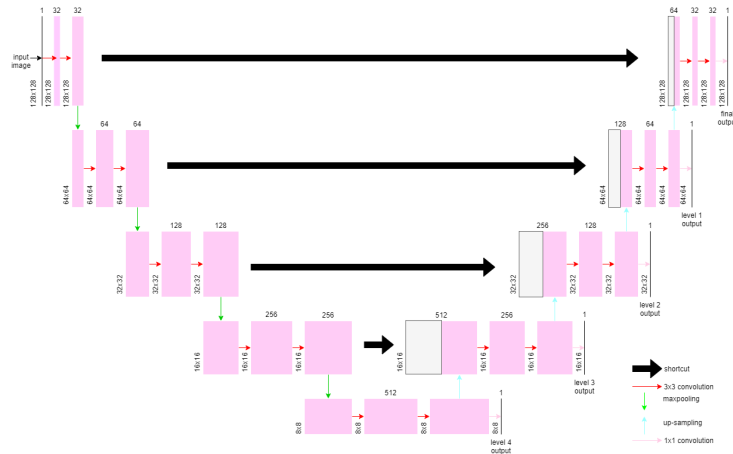 1
32
32
input
image
128x128
128x128
128x128
64
32
32
1
128x128
128x128
128x128
128x128
final
output
64
64
64x64
64x64
64x64
128
64
1
64x64
64x64
64x64
64x64
level 1
output
128
128
32x32
32x32
32x32
256
128
1
32x32
32x32
32x32
32x32
level 2
output
256
256
16x16
16x16
16x16
512
256
1
16x16
16x16
16x16
16x16
level 3
output
512
1
8x8
8x8
8x8
8x8
level 4
output
shortcut
3x3 convolution
maxpooling
up-sampling
1x1 convolution